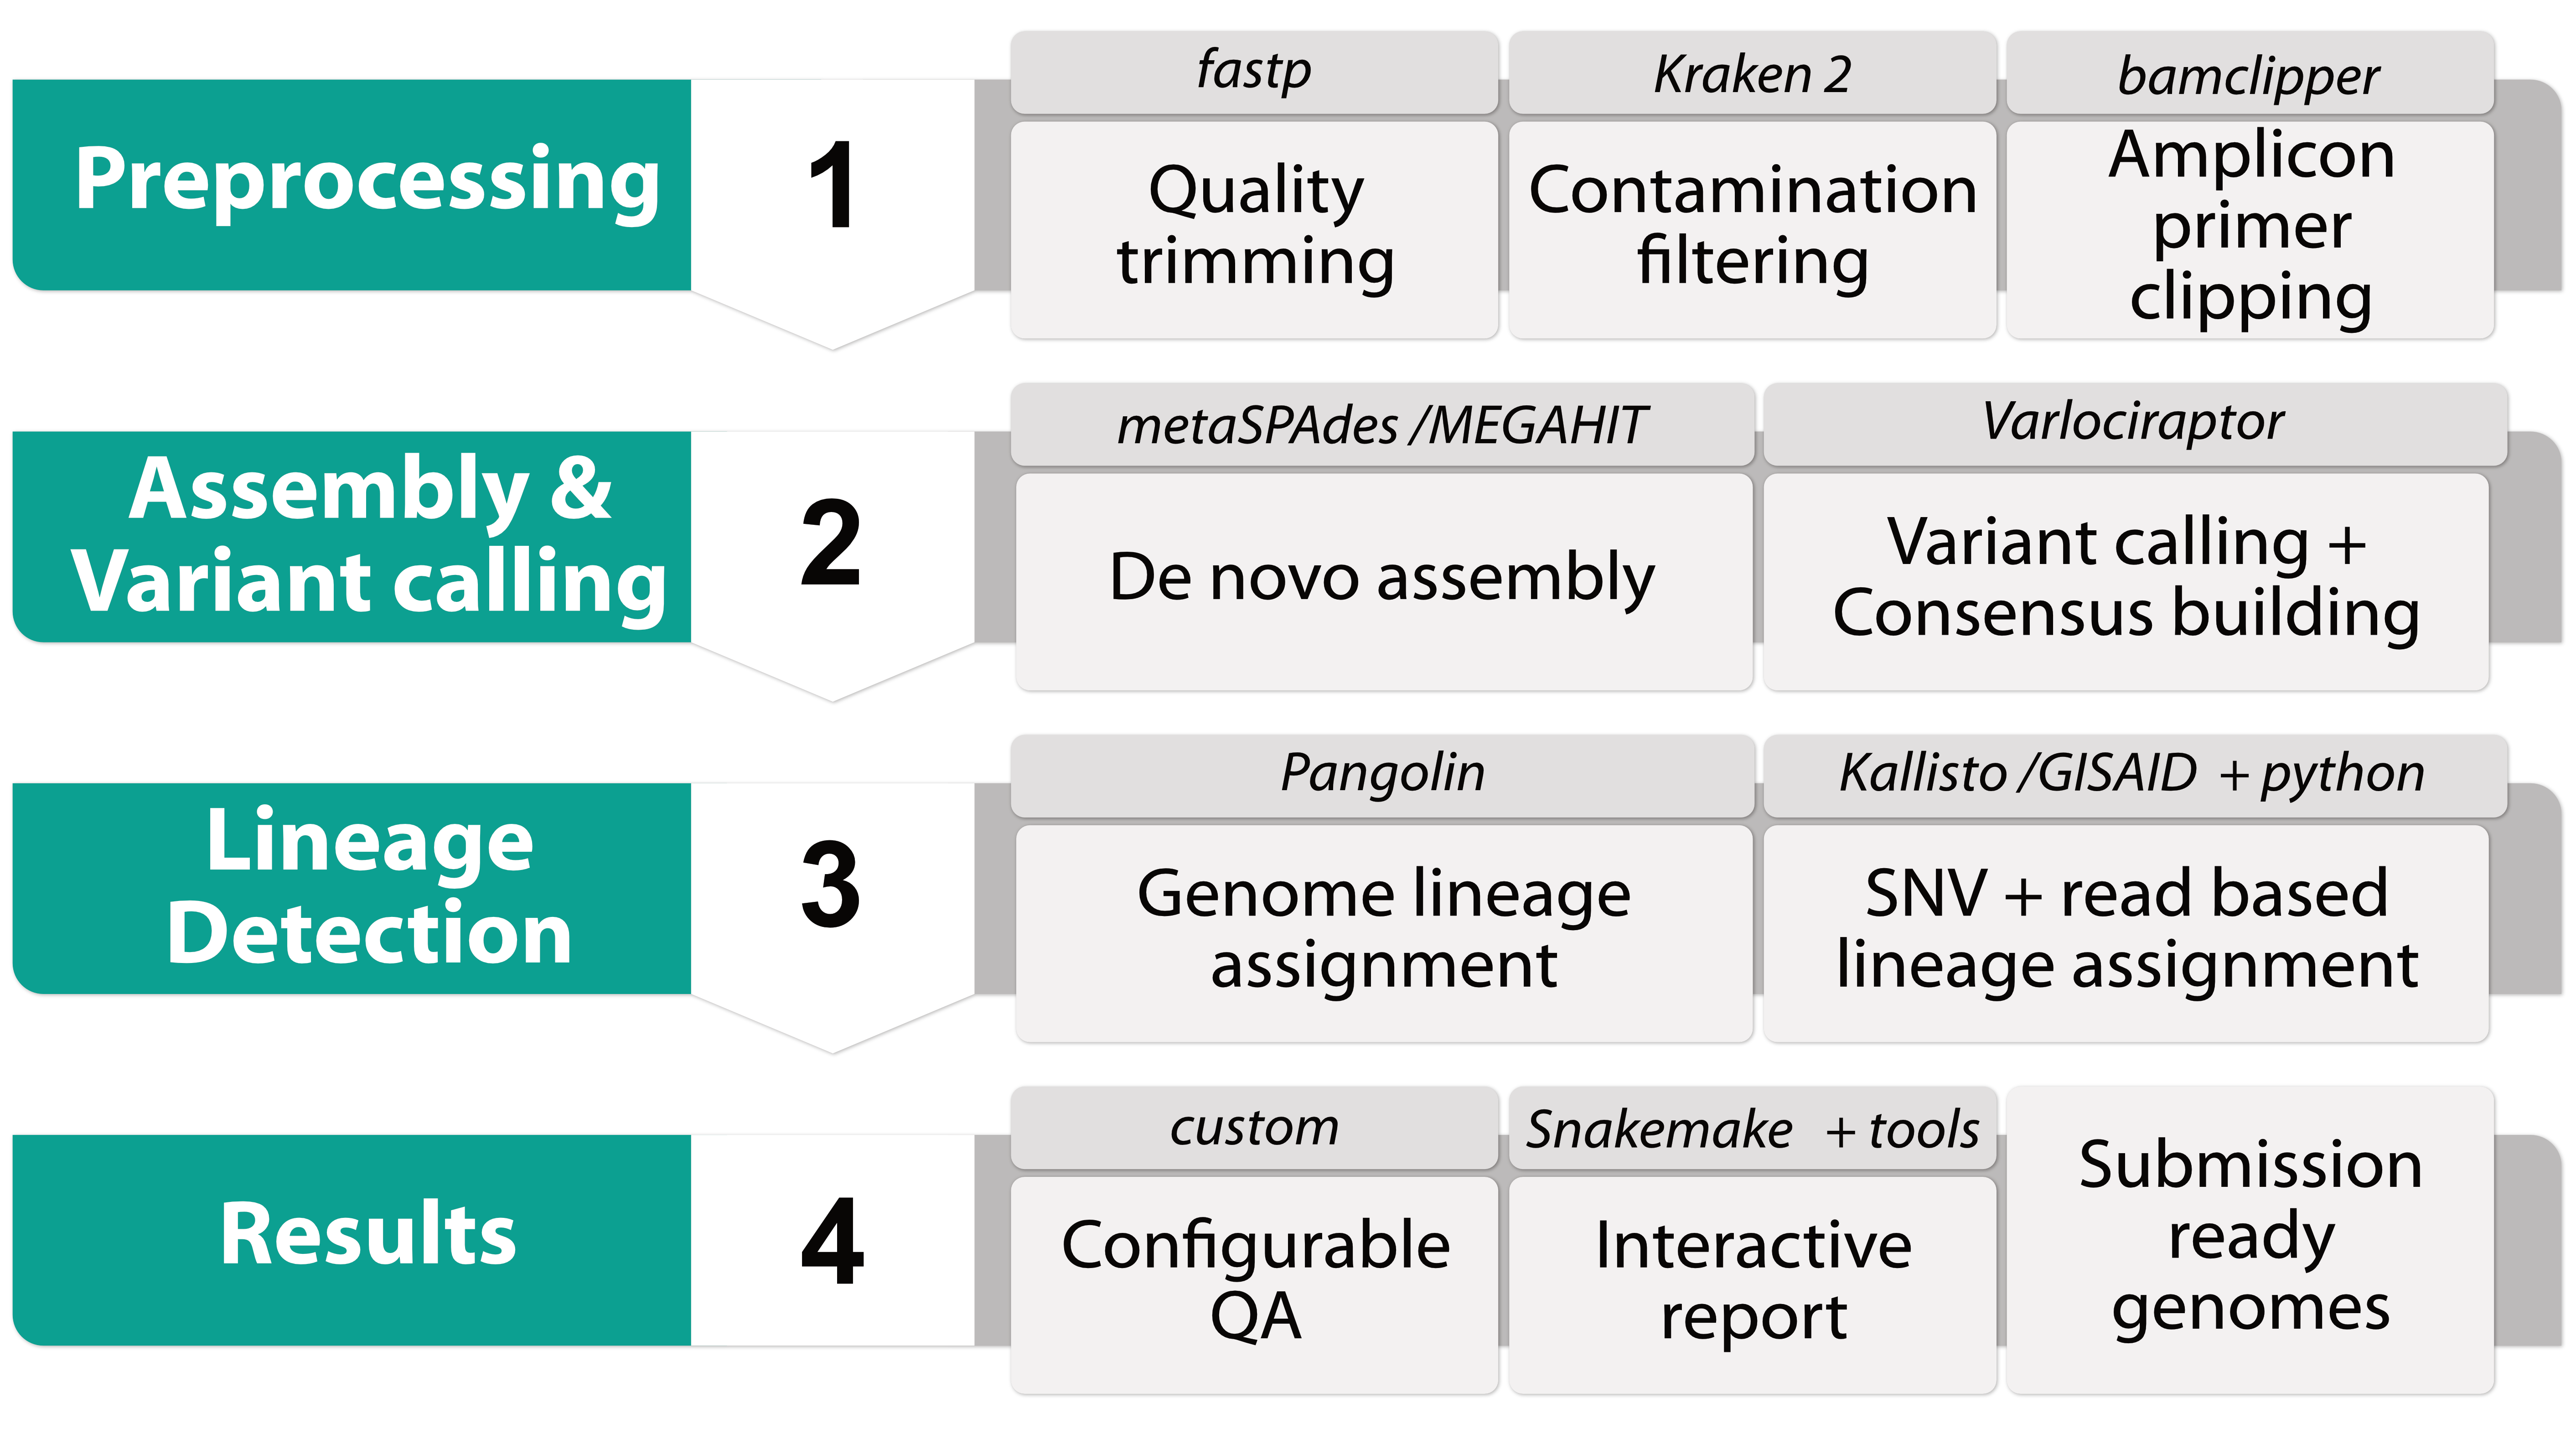 Preprocessing
1
fastp
Quality
trimming
Kraken 2
Contamination
filtering
bamclipper
Amplicon
primer
clipping
Assembly &
Variant calling
2
metaSPAdes /MEGAHIT
De novo assembly
Varlociraptor
Variant calling +
Consensus building
Lineage
Detection
3
Pangolin
Genome lineage
assignment
Kallisto /GISAID + python
SNV + read based
lineage assignment
Results
4
custom
Configurable
QA
Snakemake + tools
Interactive
report
Submission
ready
genomes